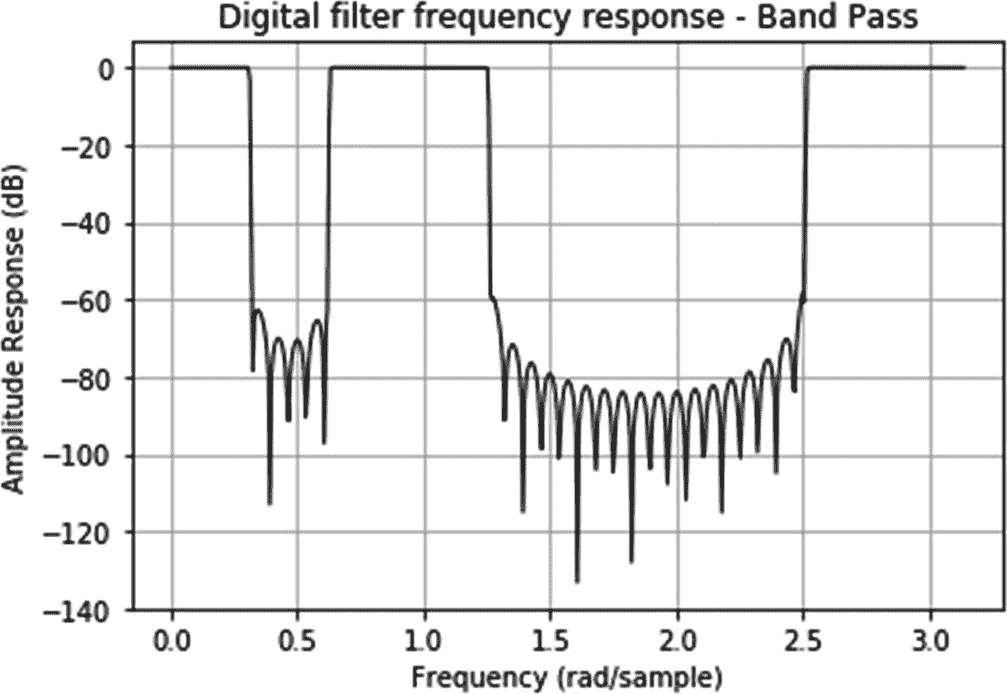 Digital filter frequency response - Band Pass
Amplitude Response (dB)
0
−20
−40
−60
−80
−100
−120
−140
0.0 0.5 1.0 1.5 2.0 2.5 3.0
Frequency (rad/sample)